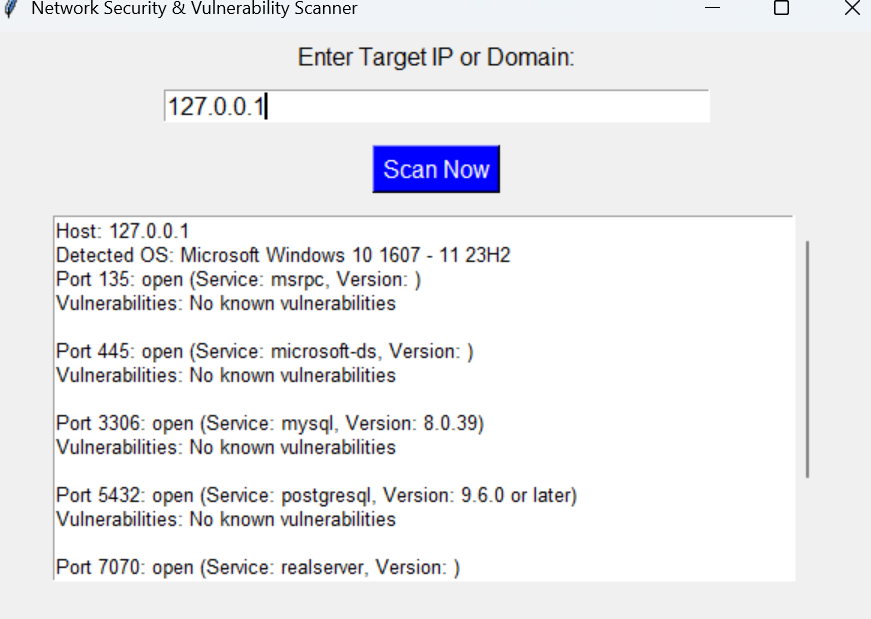 Network Security & Vulnerability Scanner
Enter Target IP or Domain:
127.0.0.1
Scan Now
Host: 127.0.0.1
Detected OS: Microsoft Windows 10 1607 - 11 23H2
Port 135: open (Service: msrpc, Version: )
Vulnerabilities: No known vulnerabilities
Port 445: open (Service: microsoft-ds, Version: )
Vulnerabilities: No known vulnerabilities
Port 3306: open (Service: mysql, Version: 8.0.39)
Vulnerabilities: No known vulnerabilities
Port 5432: open (Service: postgresql, Version: 9.6.0 or later)
Vulnerabilities: No known vulnerabilities
Port 7070: open (Service: realserver, Version: )